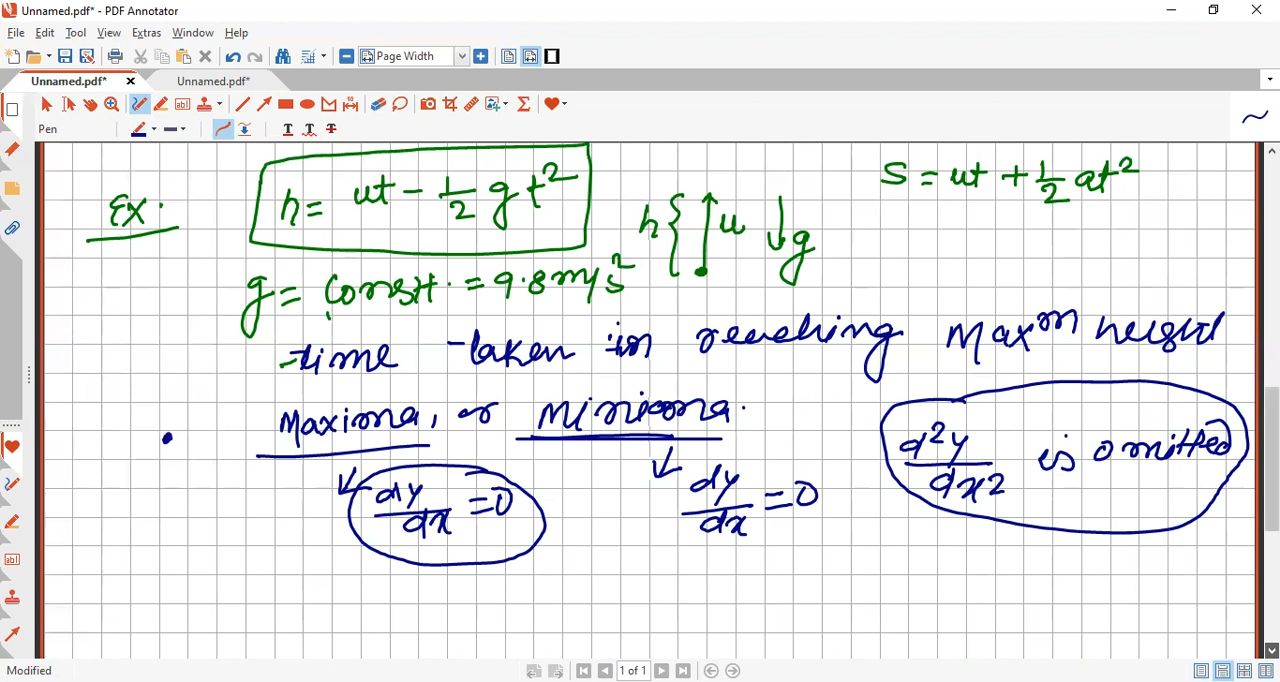 Unnamed.pdf* - PDF Annotator
File Edit Tool View Extras Window Help
Page Width
Unnamed.pdf* Unnamed.pdf*
Pen
Ex. h = ut - 1/2 gt² h u g S = ut + 1/2 at²
g = const. = 9.8 m/s²
time taken in reaching Maxm height
Maxima, or Minima.
d²y/dx² is omitted
dy/dx = 0 dy/dx = 0
Modified 1 of 1